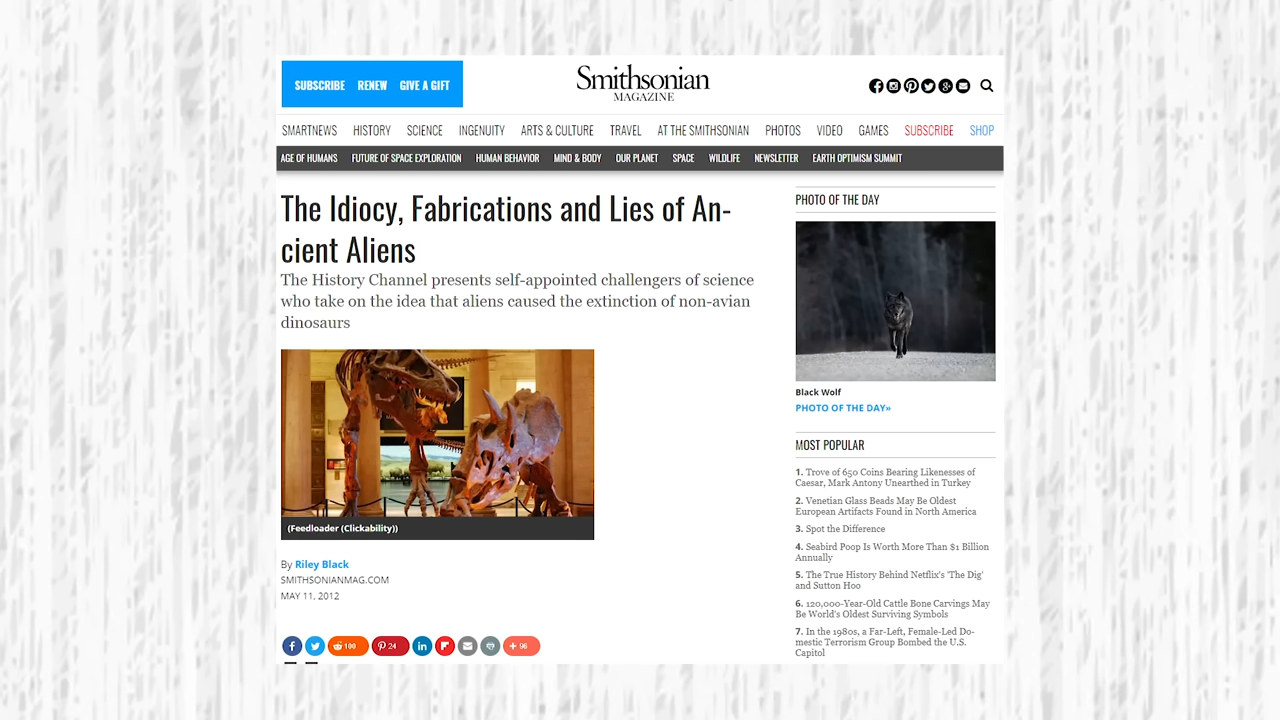 SUBSCRIBE RENEW GIVE A GIFT
Smithsonian
MAGAZINE
SMARTNEWS HISTORY SCIENCE INGENUITY ARTS & CULTURE TRAVEL AT THE SMITHSONIAN PHOTOS VIDEO GAMES SUBSCRIBE SHOP
AGE OF HUMANS FUTURE OF SPACE EXPLORATION HUMAN BEHAVIOR MIND & BODY OUR PLANET SPACE WILDLIFE NEWSLETTER EARTH OPTIMISM SUMMIT
The Idiocy, Fabrications and Lies of An-
cient Aliens
The History Channel presents self-appointed challengers of science
who take on the idea that aliens caused the extinction of non-avian
dinosaurs
(Feedloader (Clickability))
By Riley Black
SMITHSONIANMAG.COM
MAY 11, 2012
100
24
+ 96
PHOTO OF THE DAY
Black Wolf
PHOTO OF THE DAY»
MOST POPULAR
1. Trove of 650 Coins Bearing Likenesses of
Caesar, Mark Antony Unearthed in Turkey
2. Venetian Glass Beads May Be Oldest
European Artifacts Found in North America
3. Spot the Difference
4. Seabird Poop Is Worth More Than $1 Billion
Annually
5. The True History Behind Netflix's 'The Dig'
and Sutton Hoo
6. 120,000-Year-Old Cattle Bone Carvings May
Be World's Oldest Surviving Symbols
7. In the 1980s, a Far-Left, Female-Led Do-
mestic Terrorism Group Bombed the U.S.
Capitol